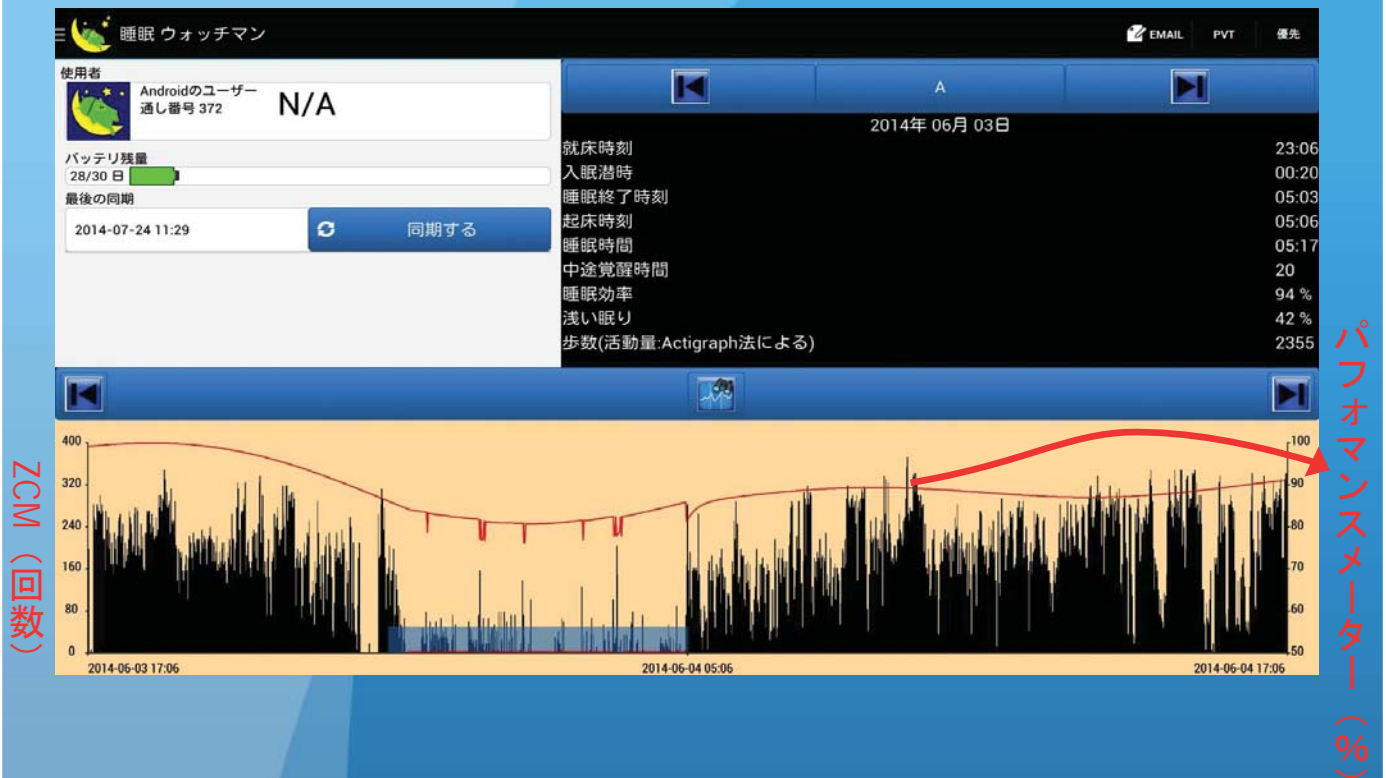 睡眠 ウォッチマン
EMAIL PVT 優先
使用者
Androidのユーザー
通し番号 372
N/A
バッテリ残量
28/30 日
最後の同期
2014-07-24 11:29
同期する
A
2014年 06月 03日
就床時刻 23:06
入眠潜時 00:20
睡眠終了時刻 05:03
起床時刻 05:06
睡眠時間 05:17
中途覚醒時間 20
睡眠効率 94 %
浅い眠り 42 %
歩数(活動量:Actigraph法による) 2355
ZCM（回数）
400
320
240
160
80
0
100
90
80
70
60
50
2014-06-03 17:06
2014-06-04 05:06
2014-06-04 17:06
パフォマンスメーター（%）